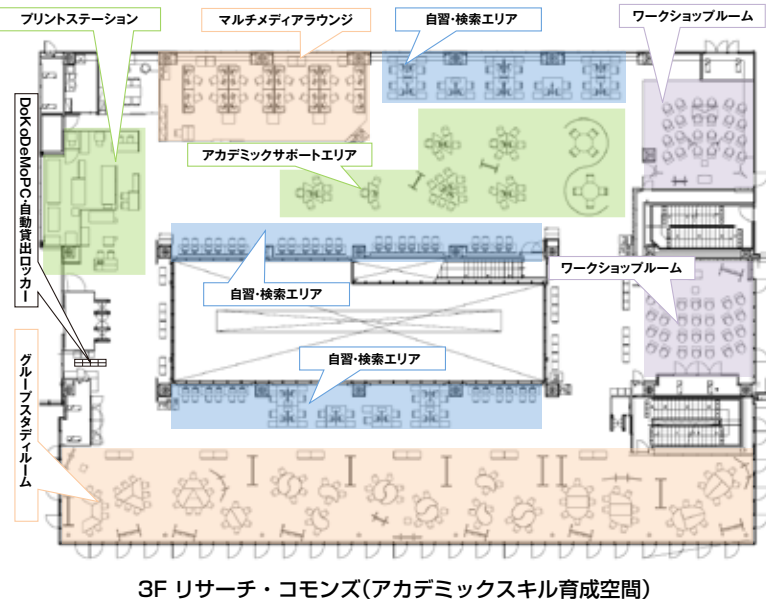 プリントステーション
マルチメディアラウンジ
自習・検索エリア
ワークショップルーム
DoKoDeMoPC・自動貸出ロッカー
アカデミックサポートエリア
自習・検索エリア
ワークショップルーム
自習・検索エリア
グループスタディルーム
3F リサーチ・コモンズ(アカデミックスキル育成空間)